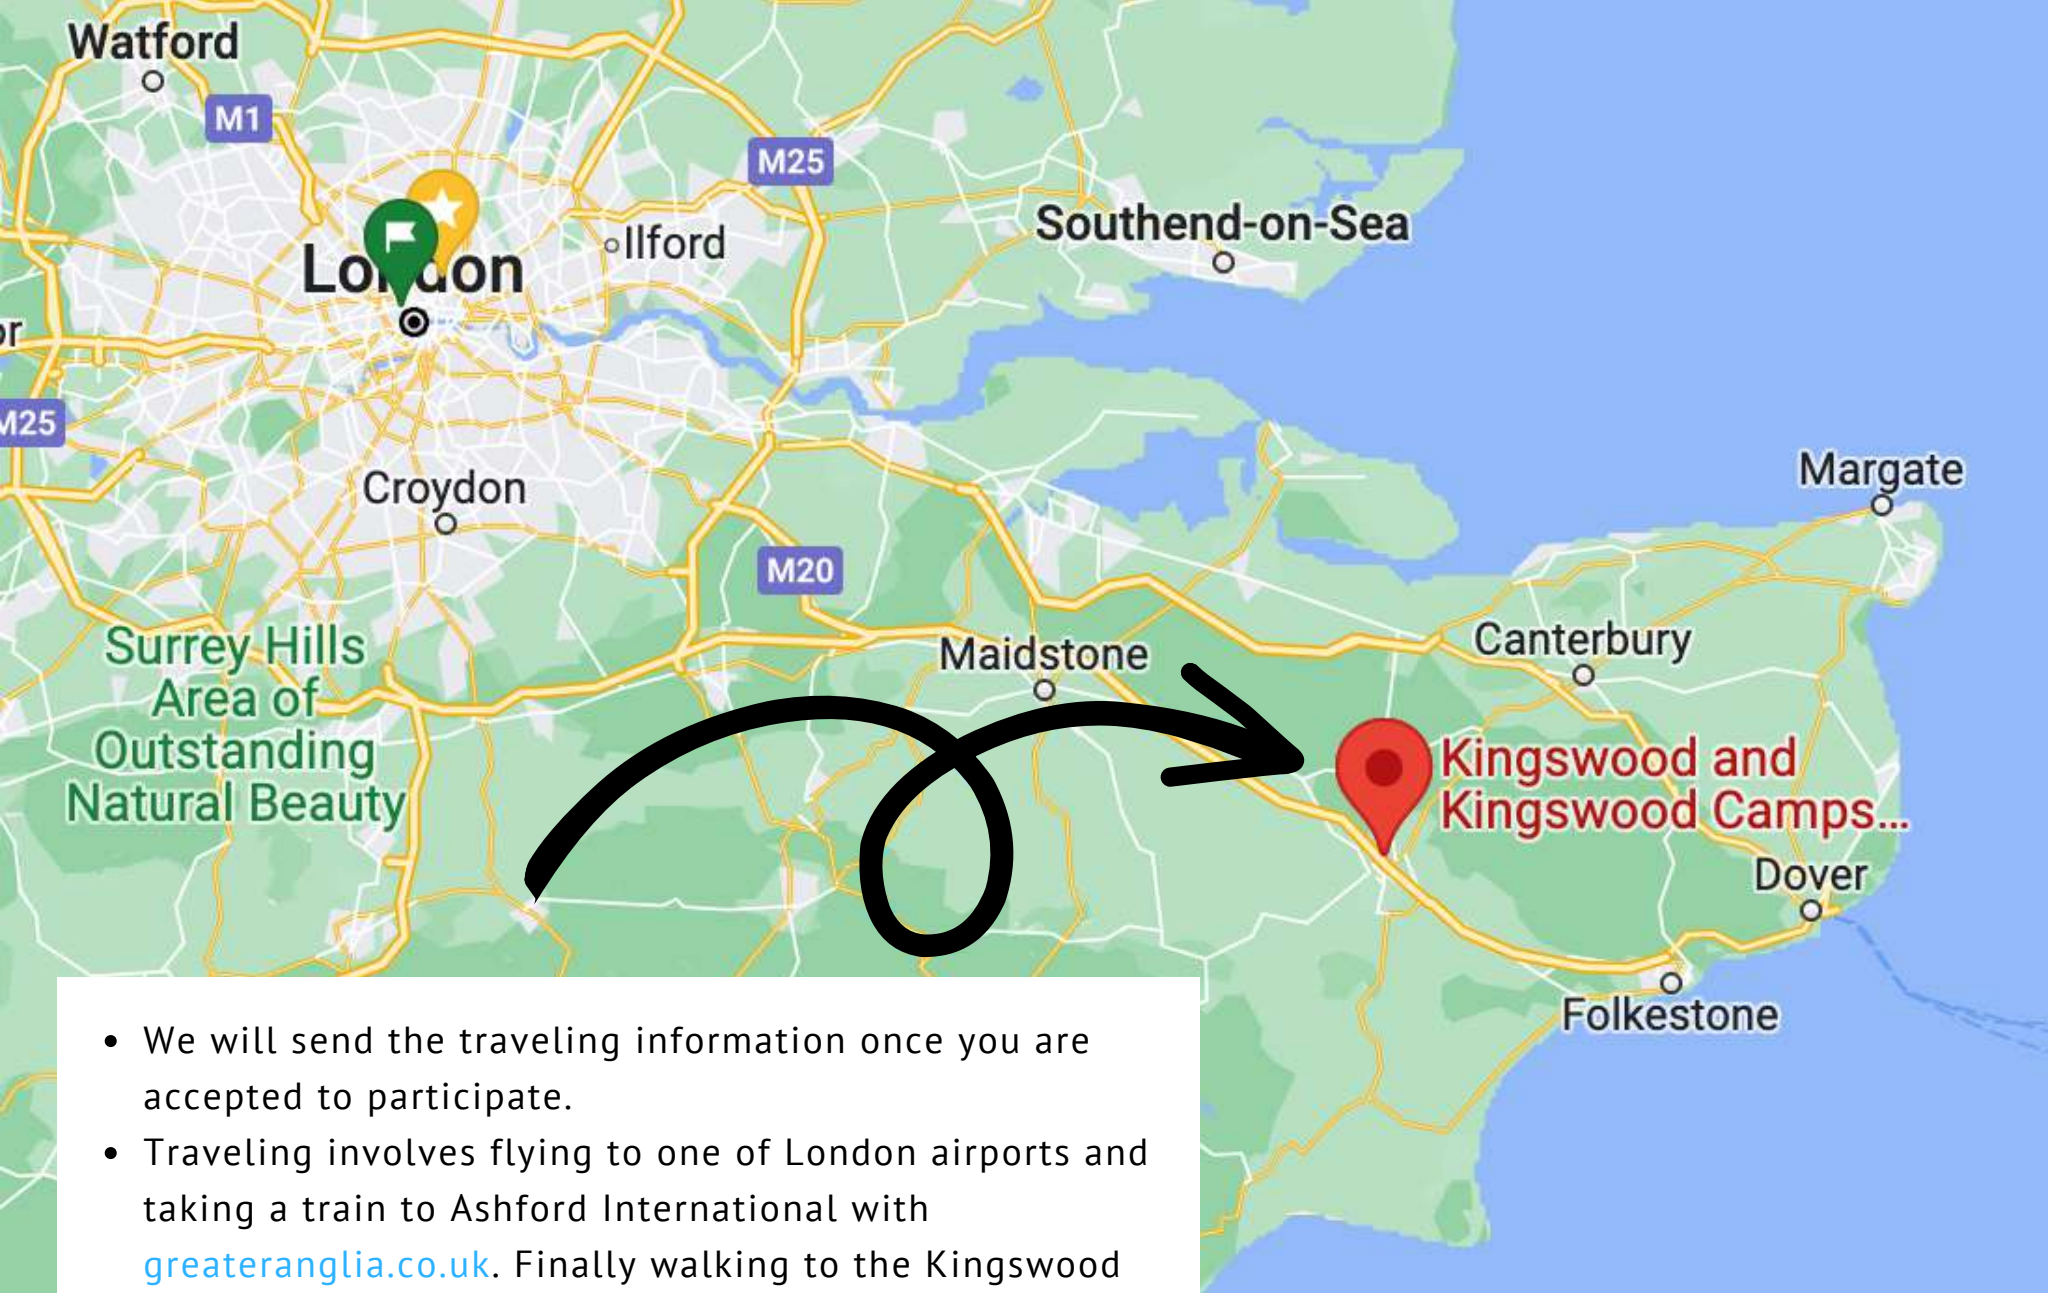 Watford
M1
M25
London
Ilford
Southend-on-Sea
M25
Croydon
Margate
M20
Surrey Hills
Area of
Outstanding
Natural Beauty
Maidstone
Canterbury
Kingswood and
Kingswood Camps...
Dover
Folkestone
• We will send the traveling information once you are
accepted to participate.
• Traveling involves flying to one of London airports and
taking a train to Ashford International with
greateranglia.co.uk. Finally walking to the Kingswood